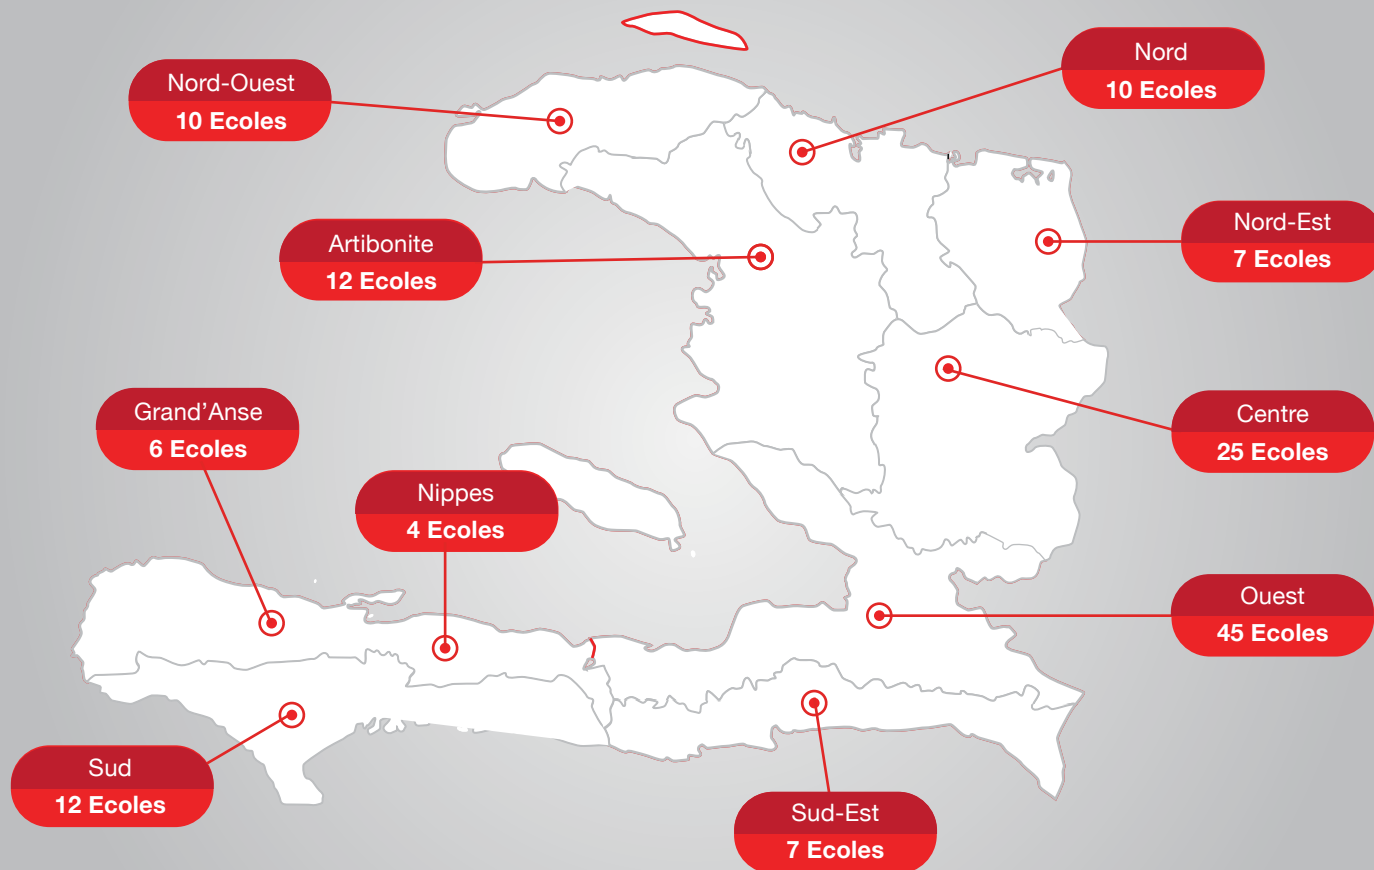 Nord-Ouest
10 Ecoles
Nord
10 Ecoles
Artibonite
12 Ecoles
Nord-Est
7 Ecoles
Grand’Anse
6 Ecoles
Centre
25 Ecoles
Nippes
4 Ecoles
Ouest
45 Ecoles
Sud
12 Ecoles
Sud-Est
7 Ecoles